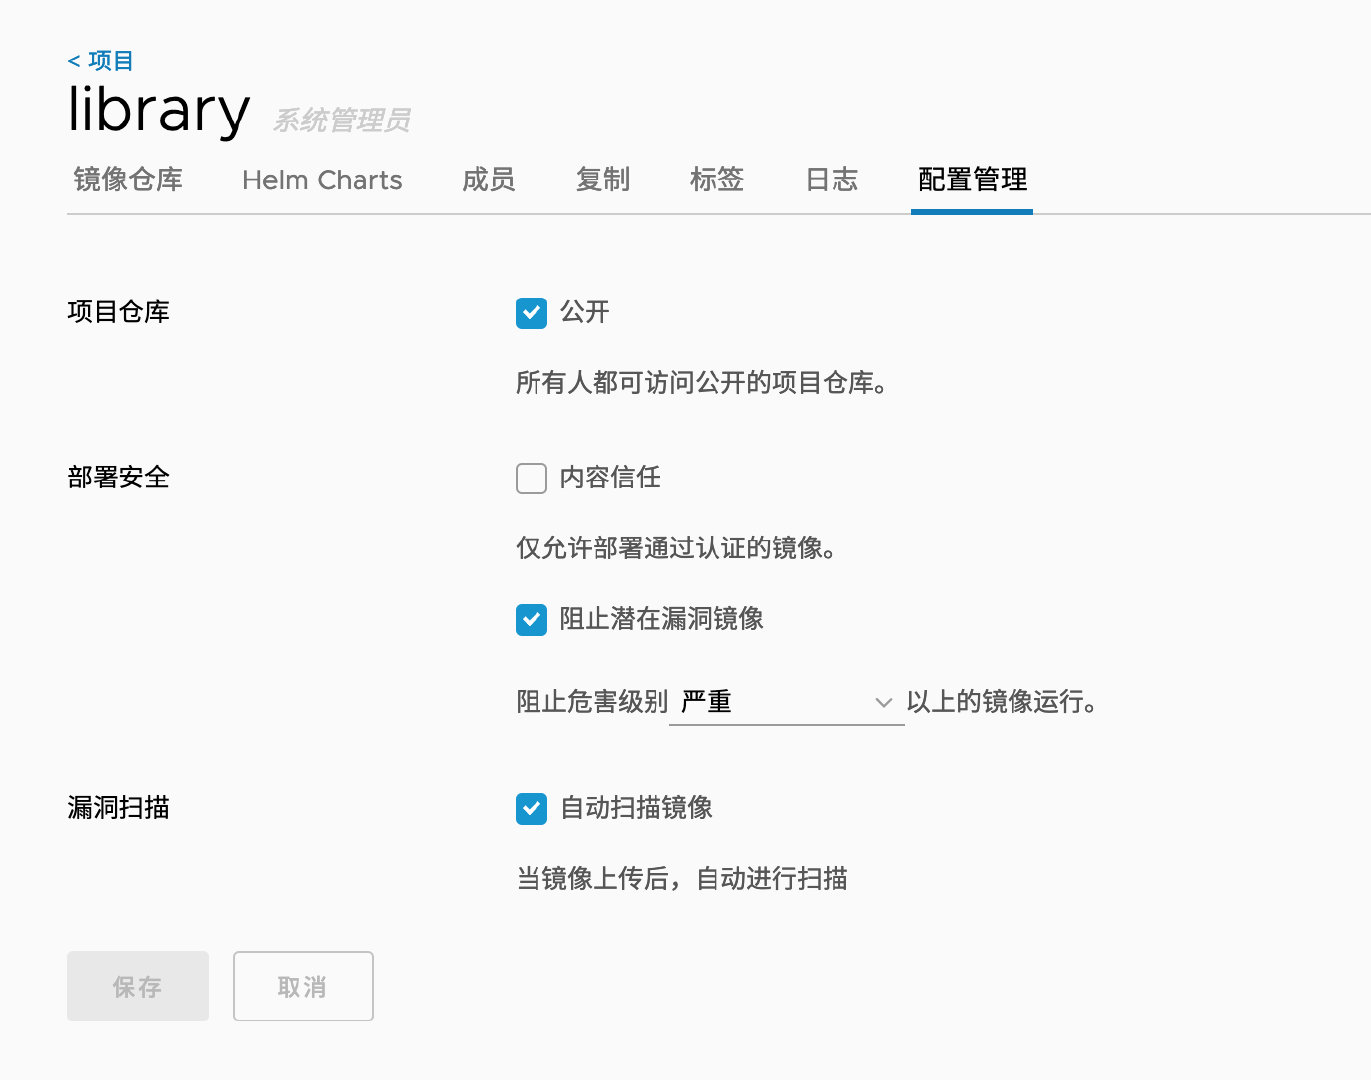 < 项目
library 系统管理员
镜像仓库 Helm Charts 成员 复制 标签 日志 配置管理
项目仓库 公开
所有人都可访问公开的项目仓库。
部署安全 内容信任
仅允许部署通过认证的镜像。
阻止潜在漏洞镜像
阻止危害级别 严重 以上的镜像运行。
漏洞扫描 自动扫描镜像
当镜像上传后，自动进行扫描
保存 取消